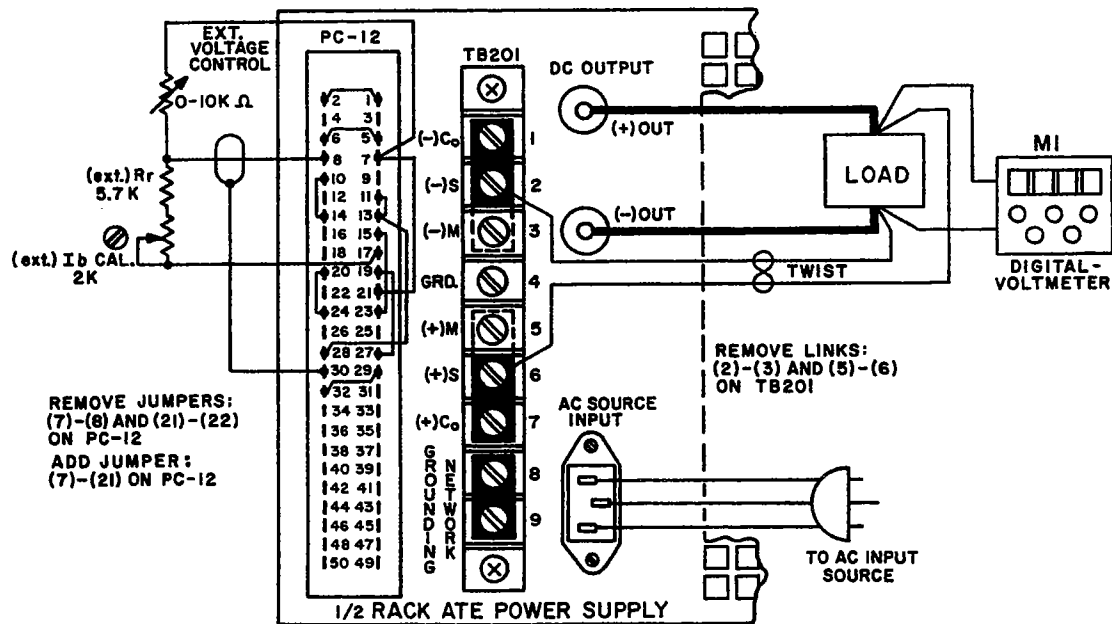 EXT.
VOLTAGE
CONTROL
0-10K Ω
(ext.) Rr
5.7 K
(ext.) Ib CAL.
2K
REMOVE JUMPERS:
(7)-(8) AND (21)-(22)
ON PC-12
ADD JUMPER:
(7)-(21) ON PC-12
PC-12
2 1
4 3
6 5
8 7
10 9
12 11
14 13
16 15
18 17
20 19
22 21
24 23
26 25
28 27
30 29
32 31
34 33
36 35
38 37
40 39
42 41
44 43
46 45
48 47
50 49
TB201
(-)Co 1
(-)S 2
(-)M 3
GRD. 4
(+)M 5
(+)S 6
(+)Co 7
8
9
GROUNDING
NETWORK
DC OUTPUT
(+)OUT
(-)OUT
LOAD
TWIST
M1
DIGITAL-
VOLTMETER
REMOVE LINKS:
(2)-(3) AND (5)-(6)
ON TB201
AC SOURCE
INPUT
TO AC INPUT
SOURCE
1/2 RACK ATE POWER SUPPLY